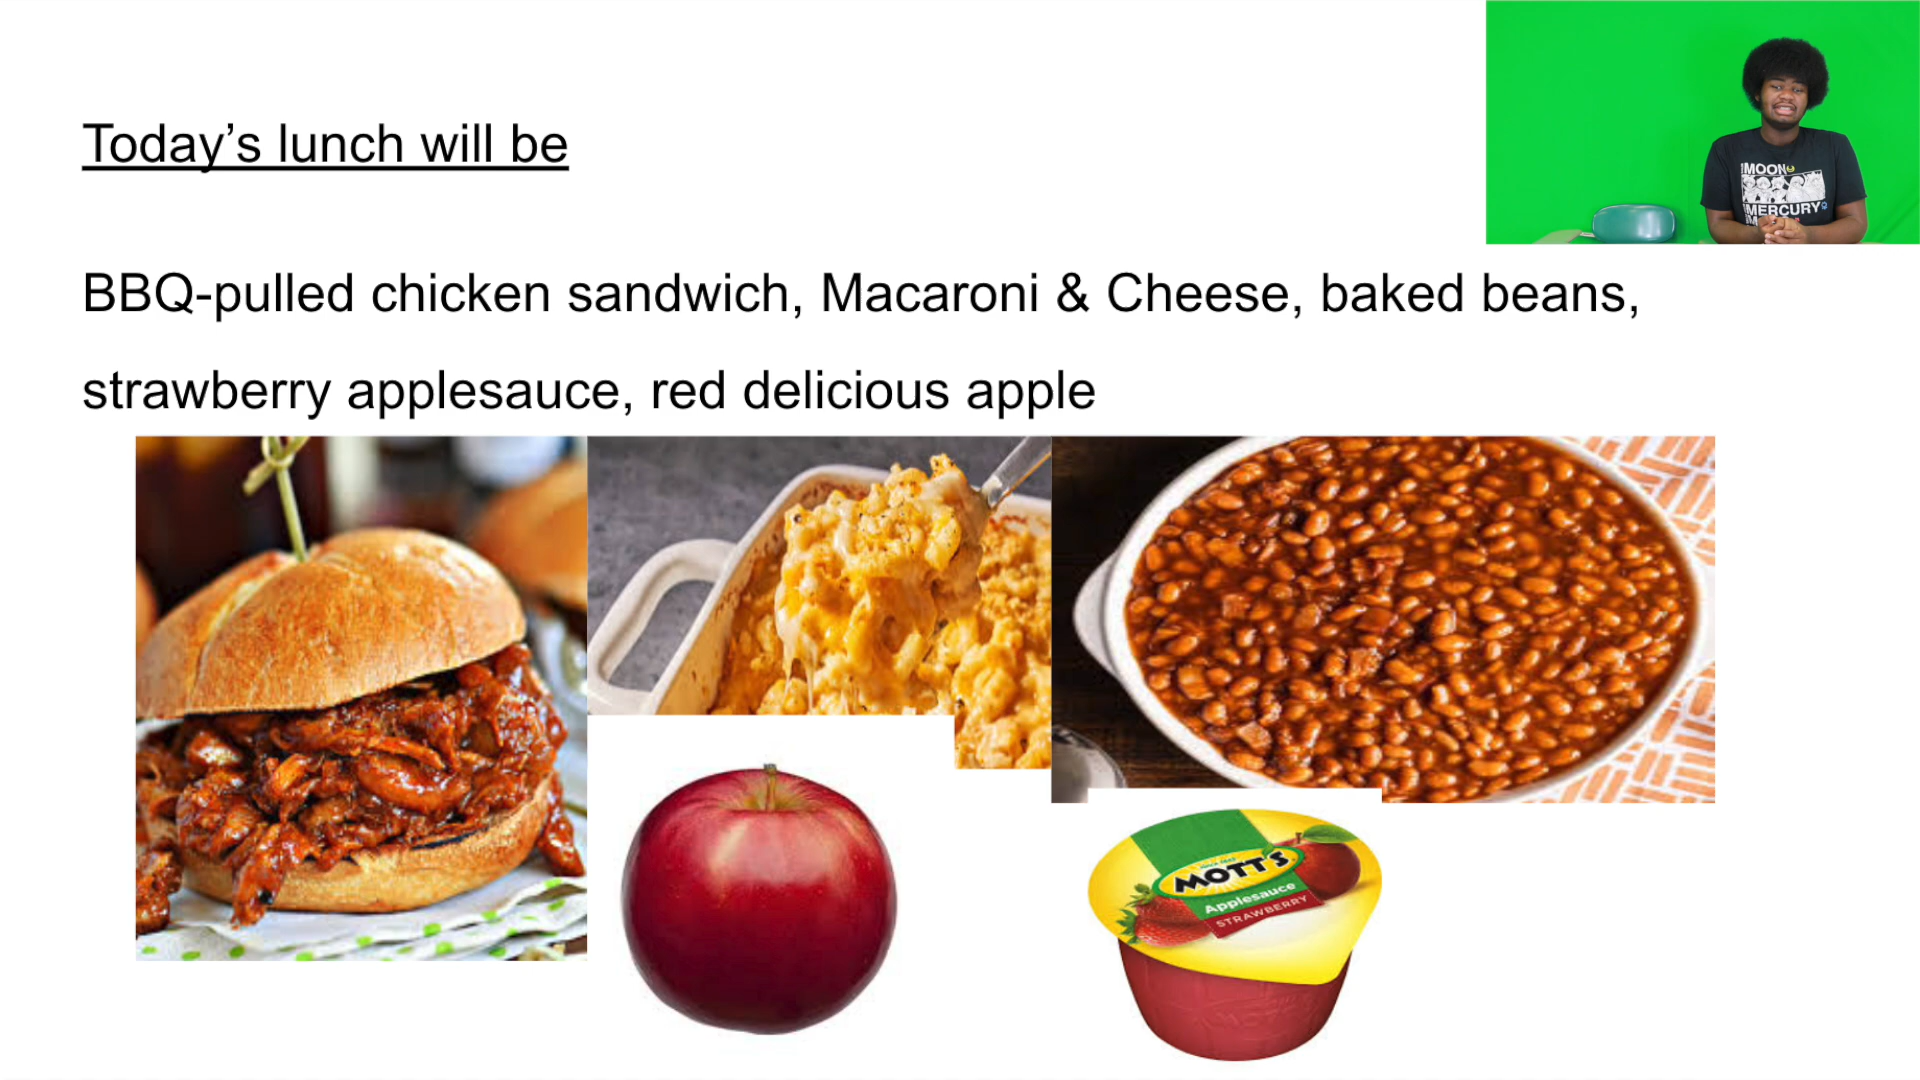 Today’s lunch will be
BBQ-pulled chicken sandwich, Macaroni & Cheese, baked beans,
strawberry applesauce, red delicious apple
MOON
MERCURY
MOTT'S
Applesauce
STRAWBERRY